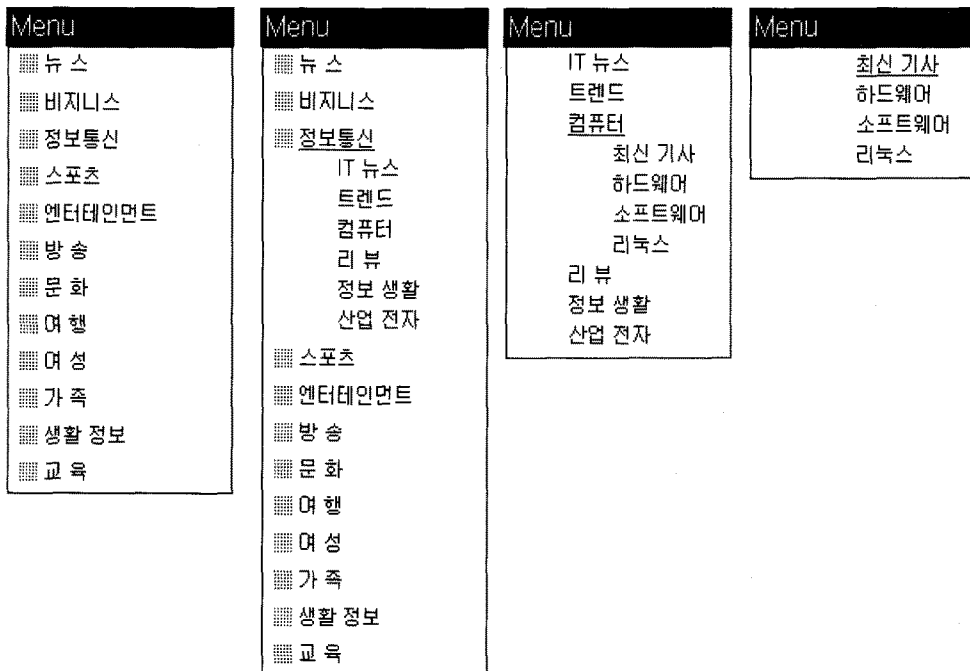 Menu
뉴 스
비지니스
정보통신
스포츠
엔터테인먼트
방 송
문 화
여 행
여 성
가 족
생활 정보
교 육
Menu
뉴 스
비지니스
정보통신
IT 뉴스
트렌드
컴퓨터
리 뷰
정보 생활
산업 전자
스포츠
엔터테인먼트
방 송
문 화
여 행
여 성
가 족
생활 정보
교 육
Menu
IT 뉴스
트렌드
컴퓨터
최신 기사
하드웨어
소프트웨어
리눅스
리 뷰
정보 생활
산업 전자
Menu
최신 기사
하드웨어
소프트웨어
리눅스